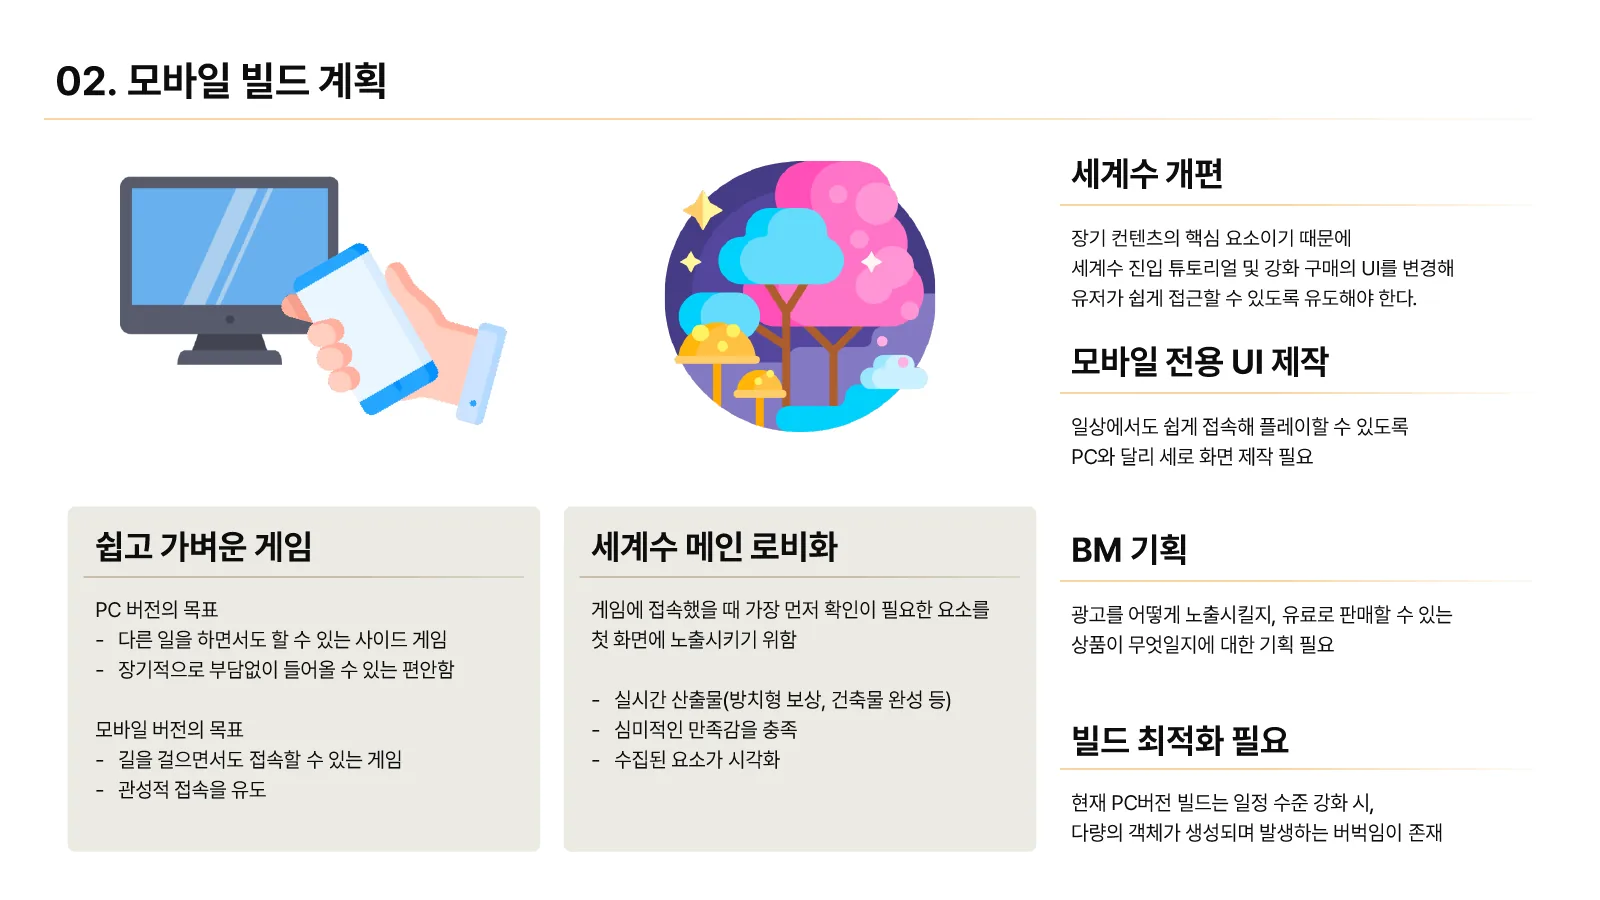 02. 모바일 빌드 계획
쉽고 가벼운 게임
PC 버전의 목표
- 다른 일을 하면서도 할 수 있는 사이드 게임
- 장기적으로 부담없이 들어올 수 있는 편안함
모바일 버전의 목표
- 길을 걸으면서도 접속할 수 있는 게임
- 관성적 접속을 유도
세계수 메인 로비화
게임에 접속했을 때 가장 먼저 확인이 필요한 요소를
첫 화면에 노출시키기 위함
- 실시간 산출물(방치형 보상, 건축물 완성 등)
- 심미적인 만족감을 충족
- 수집된 요소가 시각화
세계수 개편
장기 컨텐츠의 핵심 요소이기 때문에
세계수 진입 튜토리얼 및 강화 구매의 UI를 변경해
유저가 쉽게 접근할 수 있도록 유도해야 한다.
모바일 전용 UI 제작
일상에서도 쉽게 접속해 플레이할 수 있도록
PC와 달리 세로 화면 제작 필요
BM 기획
광고를 어떻게 노출시킬지, 유료로 판매할 수 있는
상품이 무엇일지에 대한 기획 필요
빌드 최적화 필요
현재 PC버전 빌드는 일정 수준 강화 시,
다량의 객체가 생성되며 발생하는 버벅임이 존재